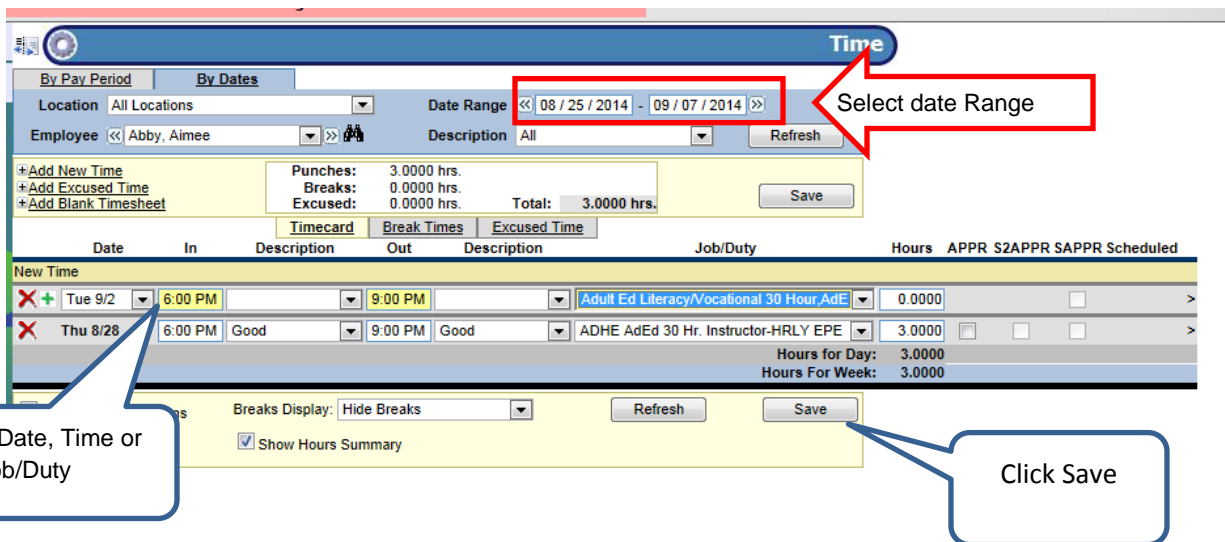 Time
By Pay Period By Dates
Location All Locations Date Range 08 / 25 / 2014 - 09 / 07 / 2014 Select date Range
Employee Abby, Aimee Description All Refresh
Add New Time Punches: 3.0000 hrs.
Add Excused Time Breaks: 0.0000 hrs. Save
Add Blank Timesheet Excused: 0.0000 hrs. Total: 3.0000 hrs.
Timecard Break Times Excused Time
Date In Description Out Description Job/Duty Hours APPR S2APPR SAPPR Scheduled
New Time
Tue 9/2 6:00 PM 9:00 PM Adult Ed Literacy/Vocational 30 Hour,AdE 0.0000 >
Thu 8/28 6:00 PM Good 9:00 PM Good ADHE AdEd 30 Hr. Instructor-HRLY EPE 3.0000 >
Hours for Day: 3.0000
Hours For Week: 3.0000
Breaks Display: Hide Breaks Refresh Save
Show Hours Summary
Date, Time or
b/Duty
Click Save